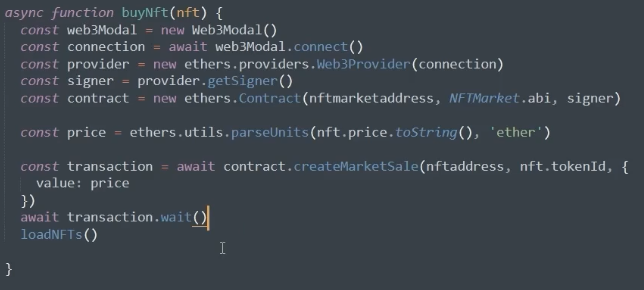 async function buyNft(nft) {
const web3Modal = new Web3Modal()
const connection = await web3Modal.connect()
const provider = new ethers.providers.Web3Provider(connection)
const signer = provider.getSigner()
const contract = new ethers.Contract(nftmarketaddress, NFTMarket.abi, signer)
const price = ethers.utils.parseUnits(nft.price.toString(), 'ether')
const transaction = await contract.createMarketSale(nftaddress, nft.tokenId, {
value: price
})
await transaction.wait()
loadNFTs()
}